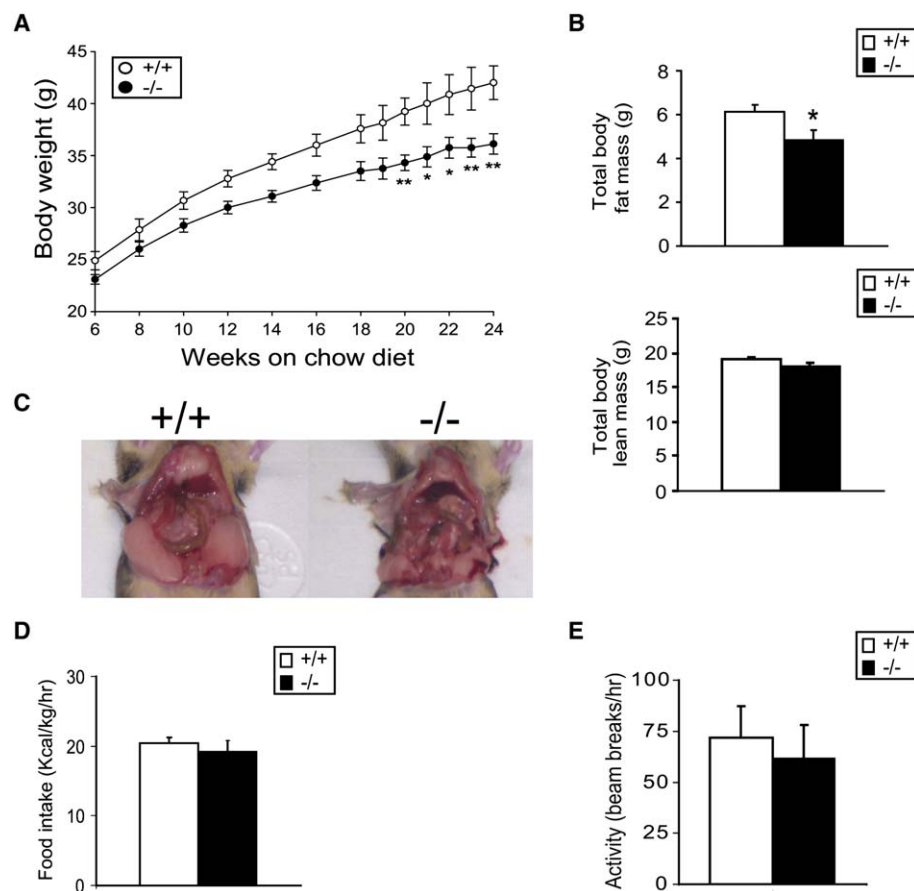 A
Body weight (g)
45
40
35
30
25
20
+/+
-/-
** * * ** **
6 8 10 12 14 16 18 20 22 24
Weeks on chow diet
B
+/+
-/-
Total body
fat mass (g)
8
6
4
2
0
*
+/+
-/-
Total body
lean mass (g)
25
20
15
10
5
0
C
+/+ -/-
D
+/+
-/-
Food intake (Kcal/kg/hr)
30
20
10
0
E
+/+
-/-
Activity (beam breaks/hr)
100
75
50
25
0